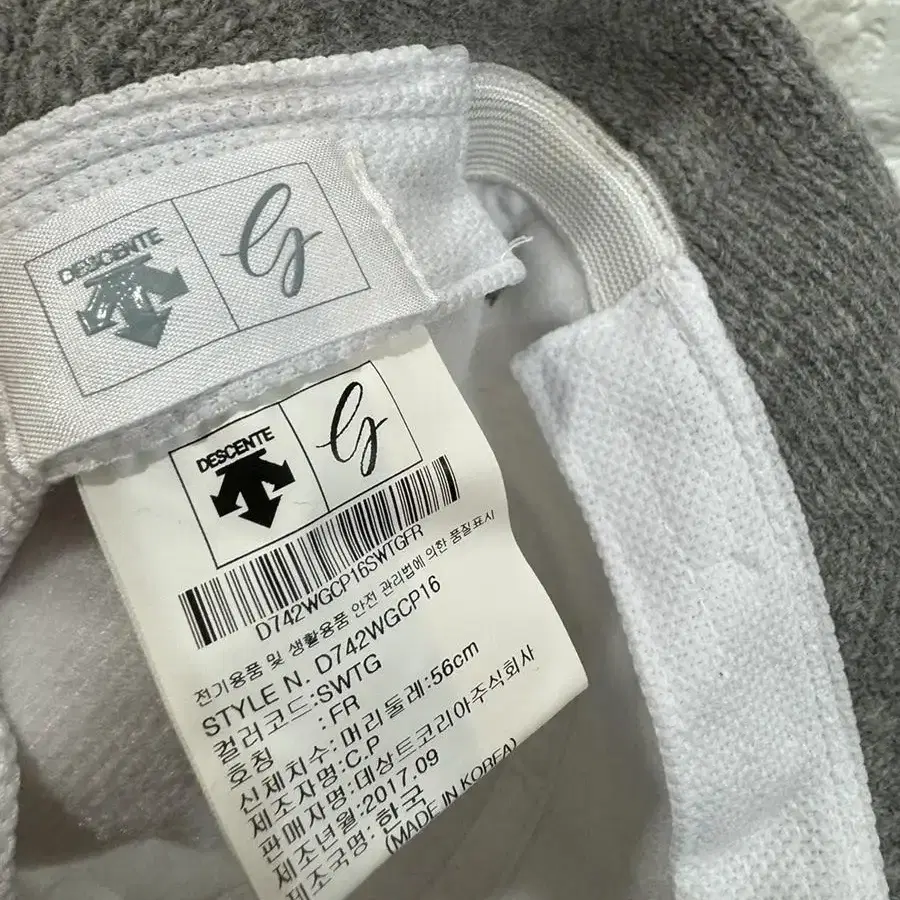 DESCENTE
G
DESCENTE
G
D742WGCP16SWTGFR
전기용품 및 생활용품 안전 관리법에 의한 품질표시
STYLE N. D742WGCP16
컬러코드:SWTG
호칭 :FR
신체치수:머리둘레:56cm
제조자명:C.P
판매자명:데상트코리아주식회사
제조년월:2017.09
제조국명:한국
(MADE IN KOREA)